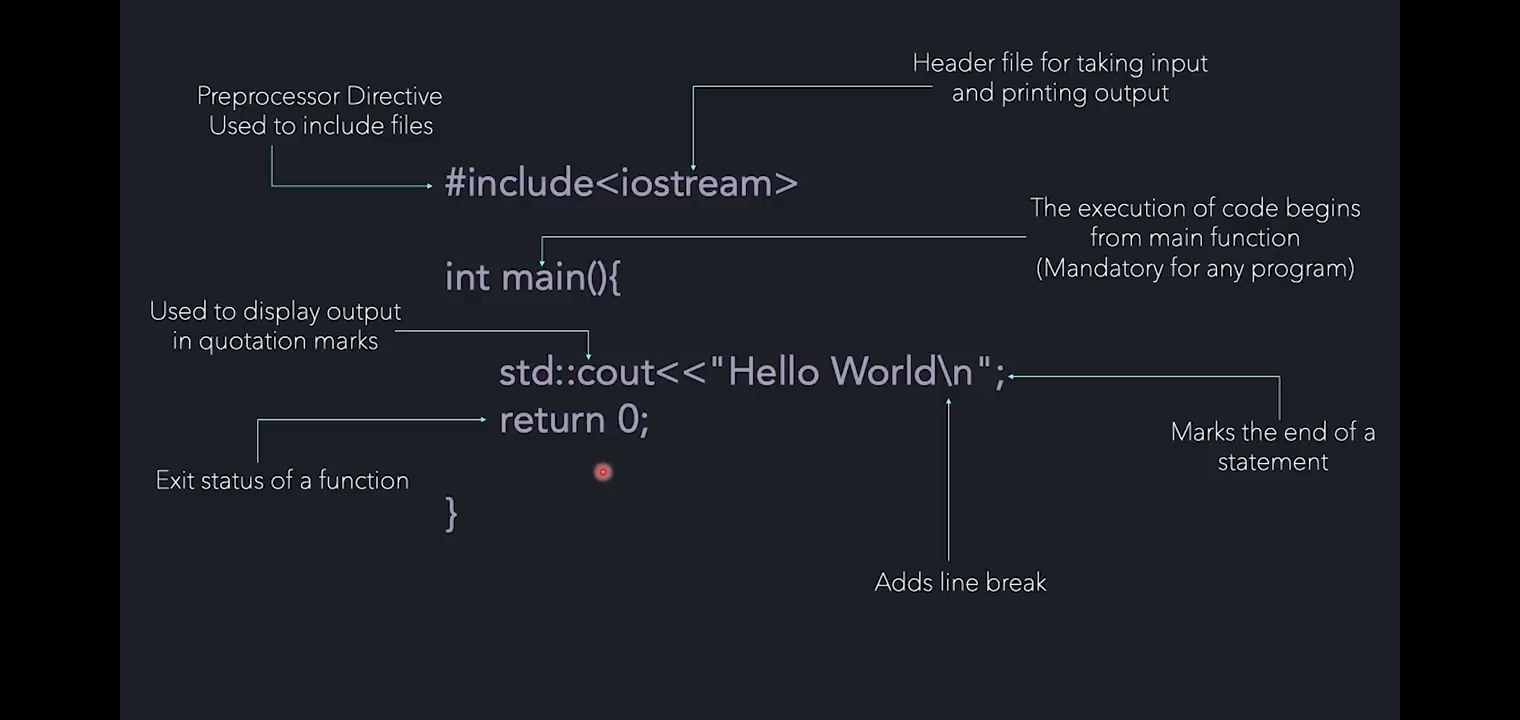 Header file for taking input
and printing output
Preprocessor Directive
Used to include files
#include<iostream>
The execution of code begins
from main function
(Mandatory for any program)
int main(){
Used to display output
in quotation marks
std::cout<<"Hello World\n";
return 0;
Marks the end of a
statement
Exit status of a function
}
Adds line break